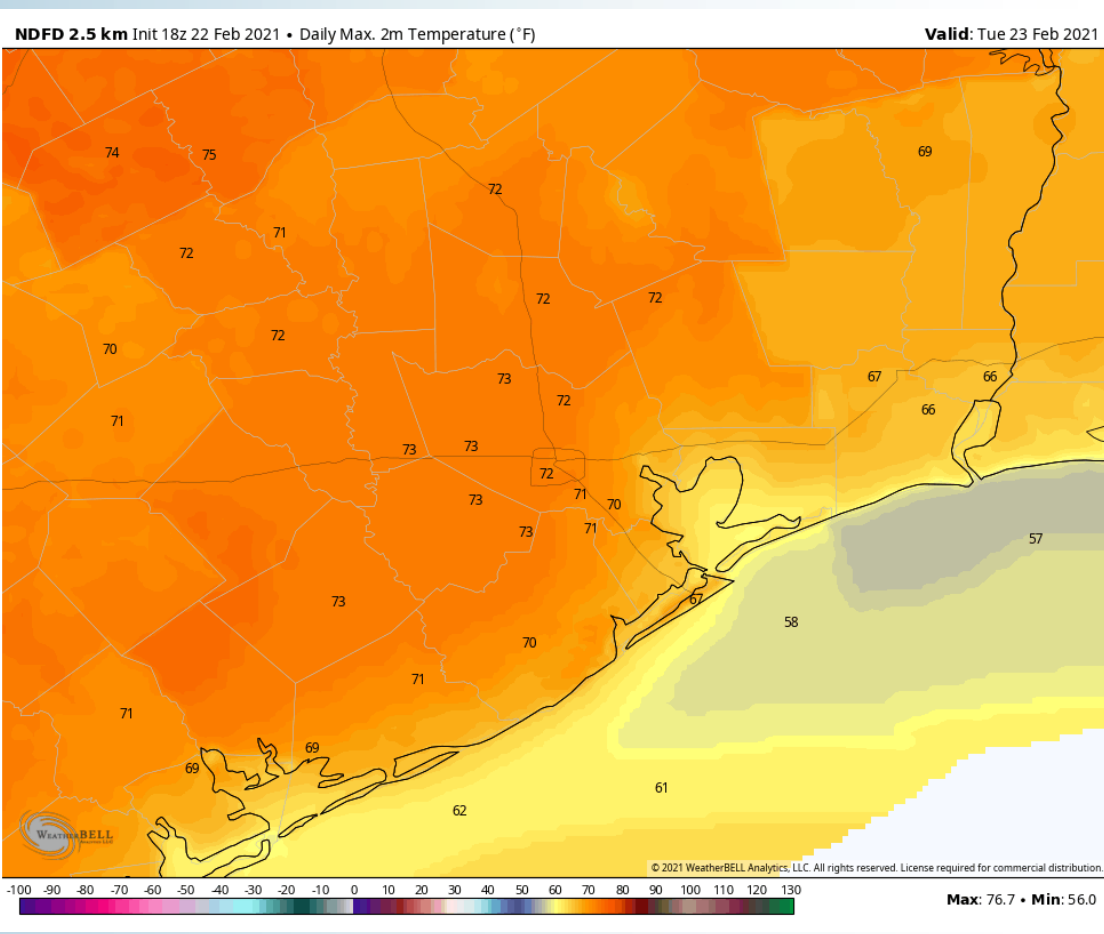 NDFD 2.5 km Init 18z 22 Feb 2021 • Daily Max. 2m Temperature (°F) Valid: Tue 23 Feb 2021
74 75 69
72
71
72
72 72
72
70
73 67 66
72 66
71
73 73
72
73 71 70
73 71
57
73 67
58
70
71
71
69
69
61
62
WEATHERBELL
© 2021 WeatherBELL Analytics, LLC. All rights reserved. License required for commercial distribution.
-100 -90 -80 -70 -60 -50 -40 -30 -20 -10 0 10 20 30 40 50 60 70 80 90 100 110 120 130
Max: 76.7 • Min: 56.0